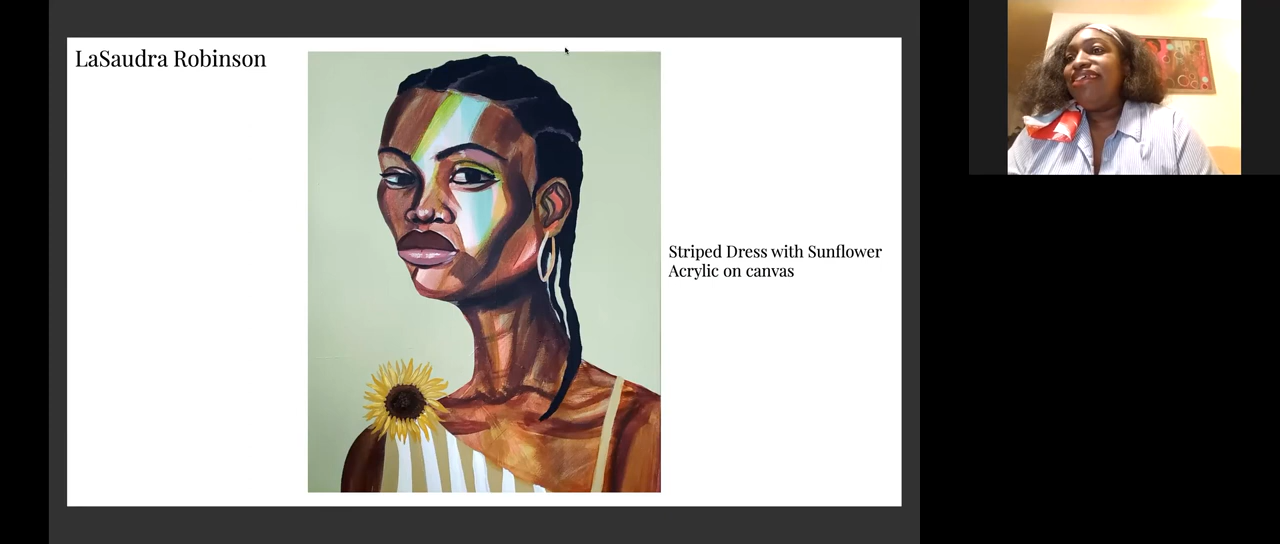 LaSaudra Robinson
Striped Dress with Sunflower
Acrylic on canvas